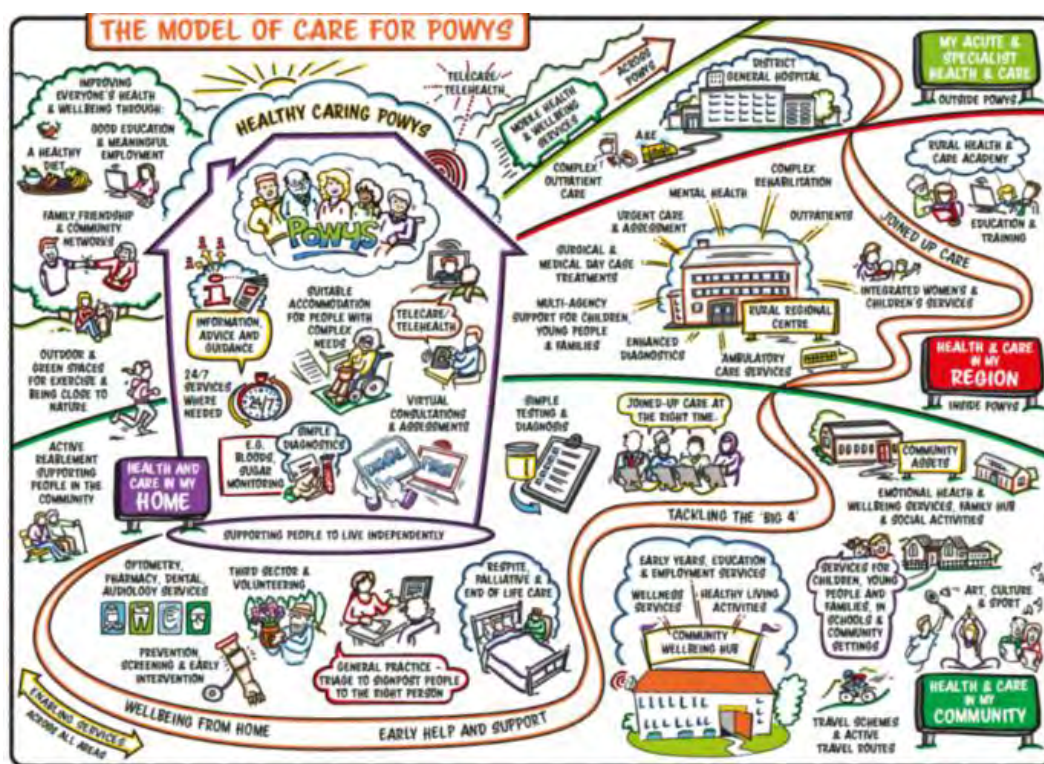 THE MODEL OF CARE FOR POWYS
IMPROVING
EVERYONE'S HEALTH
& WELLBEING THROUGH:
GOOD EDUCATION
& MEANINGFUL
EMPLOYMENT
A HEALTHY
DIET
FAMILY, FRIENDSHIP
& COMMUNITY
NETWORKS
OUTDOOR &
GREEN SPACES
FOR EXERCISE &
BEING CLOSE TO
NATURE
ACTIVE
REABLEMENT
SUPPORTING
PEOPLE IN THE
COMMUNITY
HEALTHY CARING POWYS
TELECARE/
TELEHEALTH
POWYS
INFORMATION,
ADVICE AND
GUIDANCE
SUITABLE
ACCOMMODATION
FOR PEOPLE WITH
COMPLEX
NEEDS
TELECARE/
TELEHEALTH
24/7
SERVICES
WHERE
NEEDED
24/7
VIRTUAL
CONSULTATIONS
& ASSESSMENTS
E.G.
BLOODS,
SUGAR
MONITORING
SIMPLE
DIAGNOSTICS
DIGITAL
FIRST
HEALTH AND
CARE IN MY
HOME
SUPPORTING PEOPLE TO LIVE INDEPENDENTLY
MOBILE HEALTH
& WELLBEING
SERVICES
ACROSS
POWYS
DISTRICT
GENERAL HOSPITAL
A&E
COMPLEX
OUTPATIENT
CARE
MY ACUTE &
SPECIALIST
HEALTH & CARE
OUTSIDE POWYS
RURAL HEALTH &
CARE ACADEMY
EDUCATION &
TRAINING
JOINED UP CARE
MENTAL HEALTH
COMPLEX
REHABILITATION
URGENT CARE
& ASSESSMENT
OUTPATIENTS
SURGICAL &
MEDICAL DAY CASE
TREATMENTS
MULTI-AGENCY
SUPPORT FOR CHILDREN,
YOUNG PEOPLE
& FAMILIES
ENHANCED
DIAGNOSTICS
RURAL REGIONAL
CENTRE
INTEGRATED WOMEN'S &
CHILDREN'S SERVICES
AMBULATORY
CARE SERVICES
HEALTH & CARE
IN MY
REGION
INSIDE POWYS
SIMPLE
TESTING &
DIAGNOSIS
JOINED-UP CARE AT
THE RIGHT TIME.
TACKLING THE 'BIG 4'
COMMUNITY
ASSETS
EMOTIONAL HEALTH &
WELLBEING SERVICES, FAMILY HUB
& SOCIAL ACTIVITIES
OPTOMETRY,
PHARMACY, DENTAL,
AUDIOLOGY SERVICES
THIRD SECTOR &
VOLUNTEERING
PREVENTION,
SCREENING & EARLY
INTERVENTION
GENERAL PRACTICE -
TRIAGE TO SIGNPOST PEOPLE
TO THE RIGHT PERSON
RESPITE,
PALLIATIVE &
END OF LIFE CARE
EARLY YEARS, EDUCATION
& EMPLOYMENT SERVICES
WELLNESS
SERVICES
HEALTHY LIVING
ACTIVITIES
COMMUNITY
WELLBEING HUB
SERVICES FOR
CHILDREN, YOUNG
PEOPLE AND
FAMILIES, IN
SCHOOLS &
COMMUNITY
SETTINGS
ART, CULTURE
& SPORT
TRAVEL SCHEMES
& ACTIVE
TRAVEL ROUTES
HEALTH & CARE
IN MY
COMMUNITY
WELLBEING FROM HOME
EARLY HELP AND SUPPORT
ENABLING SERVICES
ACROSS ALL AREAS